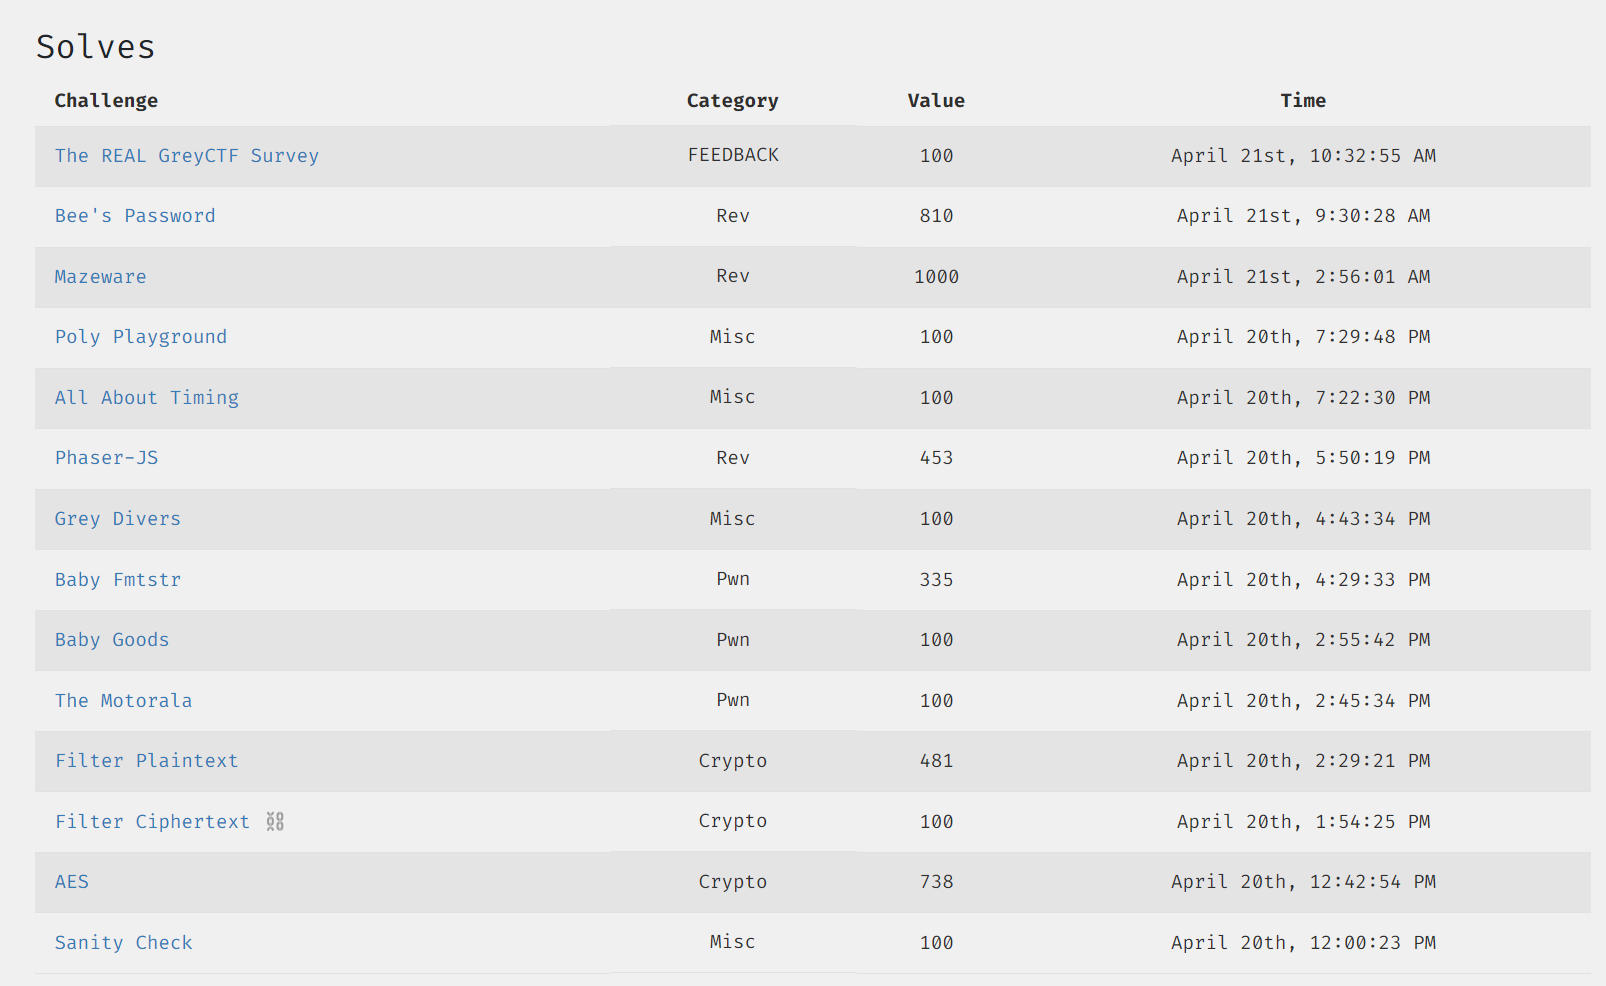 Solves
Challenge Category Value Time
The REAL GreyCTF Survey FEEDBACK 100 April 21st, 10:32:55 AM
Bee's Password Rev 810 April 21st, 9:30:28 AM
Mazeware Rev 1000 April 21st, 2:56:01 AM
Poly Playground Misc 100 April 20th, 7:29:48 PM
All About Timing Misc 100 April 20th, 7:22:30 PM
Phaser-JS Rev 453 April 20th, 5:50:19 PM
Grey Divers Misc 100 April 20th, 4:43:34 PM
Baby Fmtstr Pwn 335 April 20th, 4:29:33 PM
Baby Goods Pwn 100 April 20th, 2:55:42 PM
The Motorala Pwn 100 April 20th, 2:45:34 PM
Filter Plaintext Crypto 481 April 20th, 2:29:21 PM
Filter Ciphertext ⛓ Crypto 100 April 20th, 1:54:25 PM
AES Crypto 738 April 20th, 12:42:54 PM
Sanity Check Misc 100 April 20th, 12:00:23 PM